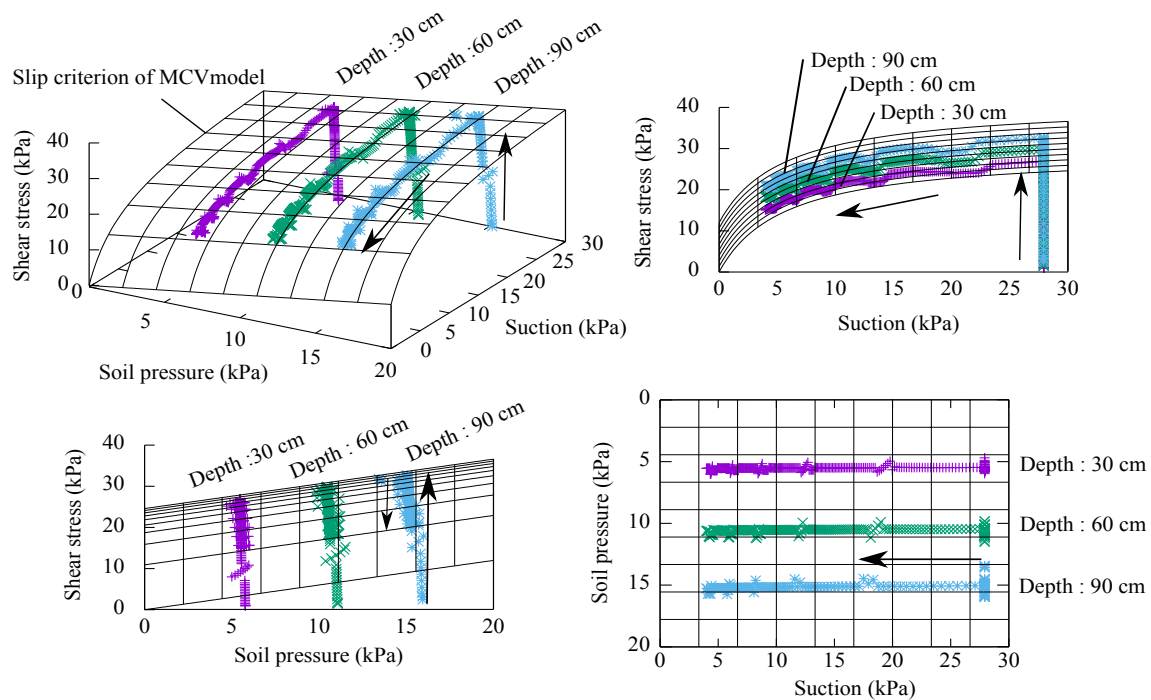 Slip criterion of MCVmodel
Depth :30 cm
Depth :60 cm
Depth :90 cm
Shear stress (kPa)
40
30
20
10
0
0
5
10
15
20
Soil pressure (kPa)
0
5
10
15
20
25
30
Suction (kPa)
Depth : 90 cm
Depth : 60 cm
Depth : 30 cm
Shear stress (kPa)
40
30
20
10
0
0
5
10
15
20
25
30
Suction (kPa)
Depth :30 cm
Depth : 60 cm
Depth : 90 cm
Shear stress (kPa)
40
30
20
10
0
0
5
10
15
20
Soil pressure (kPa)
Soil pressure (kPa)
0
5
10
15
20
Depth : 30 cm
Depth : 60 cm
Depth : 90 cm
0
5
10
15
20
25
30
Suction (kPa)